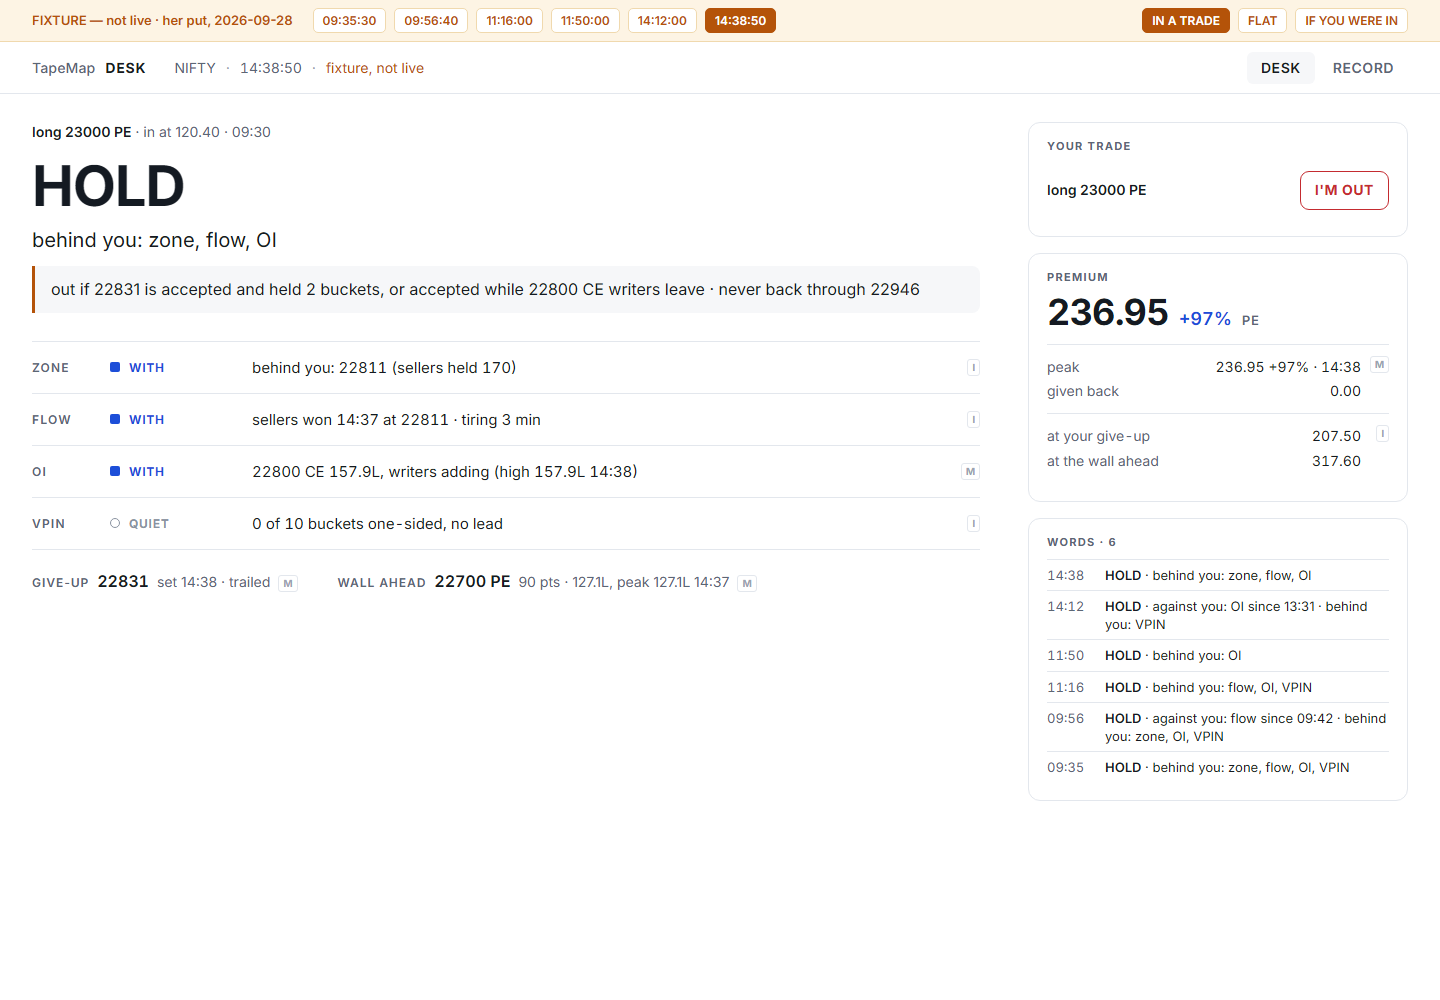 FIXTURE — not live · her put, 2026-09-28 09:35:30 09:56:40 11:16:00 11:50:00 14:12:00 14:38:50 IN A TRADE FLAT IF YOU WERE IN
TapeMap DESK NIFTY · 14:38:50 · fixture, not live DESK RECORD
long 23000 PE · in at 120.40 · 09:30
HOLD
behind you: zone, flow, OI
out if 22831 is accepted and held 2 buckets, or accepted while 22800 CE writers leave · never back through 22946
ZONE WITH behind you: 22811 (sellers held 170) I
FLOW WITH sellers won 14:37 at 22811 · tiring 3 min I
OI WITH 22800 CE 157.9L, writers adding (high 157.9L 14:38) M
VPIN QUIET 0 of 10 buckets one-sided, no lead I
GIVE-UP 22831 set 14:38 · trailed M WALL AHEAD 22700 PE 90 pts · 127.1L, peak 127.1L 14:37 M
YOUR TRADE
long 23000 PE I'M OUT
PREMIUM
236.95 +97% PE
peak 236.95 +97% · 14:38 M
given back 0.00
at your give-up 207.50 I
at the wall ahead 317.60
WORDS · 6
14:38 HOLD · behind you: zone, flow, OI
14:12 HOLD · against you: OI since 13:31 · behind
you: VPIN
11:50 HOLD · behind you: OI
11:16 HOLD · behind you: flow, OI, VPIN
09:56 HOLD · against you: flow since 09:42 · behind
you: zone, OI, VPIN
09:35 HOLD · behind you: zone, flow, OI, VPIN